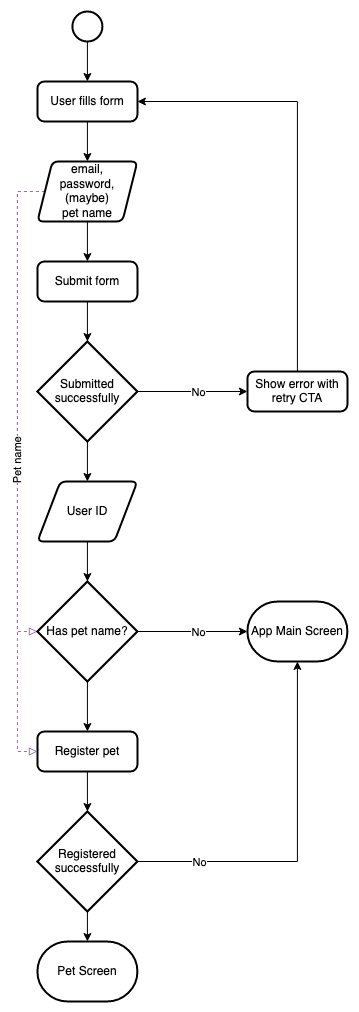 User fills form
email,
password,
(maybe)
pet name
Submit form
Submitted
successfully
No
Show error with
retry CTA
Pet name
User ID
Has pet name?
No
App Main Screen
Register pet
Registered
successfully
No
Pet Screen